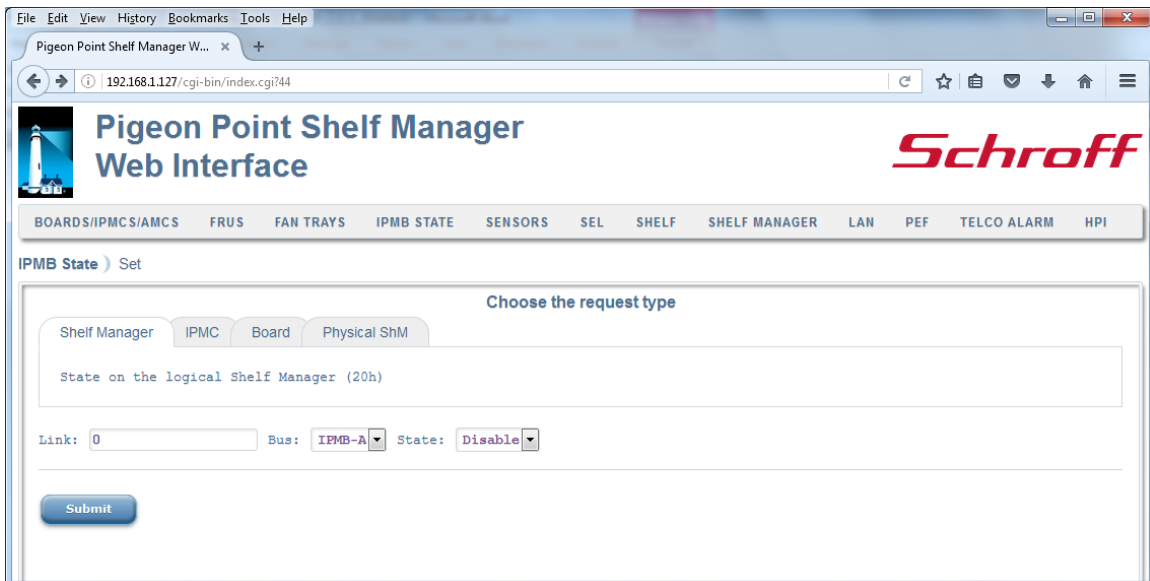 File Edit View History Bookmarks Tools Help
Pigeon Point Shelf Manager W... × +
192.168.1.127/cgi-bin/index.cgi?44
Pigeon Point Shelf Manager
Web Interface
Schroff
BOARDS/IPMCS/AMCS FRUS FAN TRAYS IPMB STATE SENSORS SEL SHELF SHELF MANAGER LAN PEF TELCO ALARM HPI
IPMB State ) Set
Choose the request type
Shelf Manager IPMC Board Physical ShM
State on the logical Shelf Manager (20h)
Link: 0 Bus: IPMB-A State: Disable
Submit